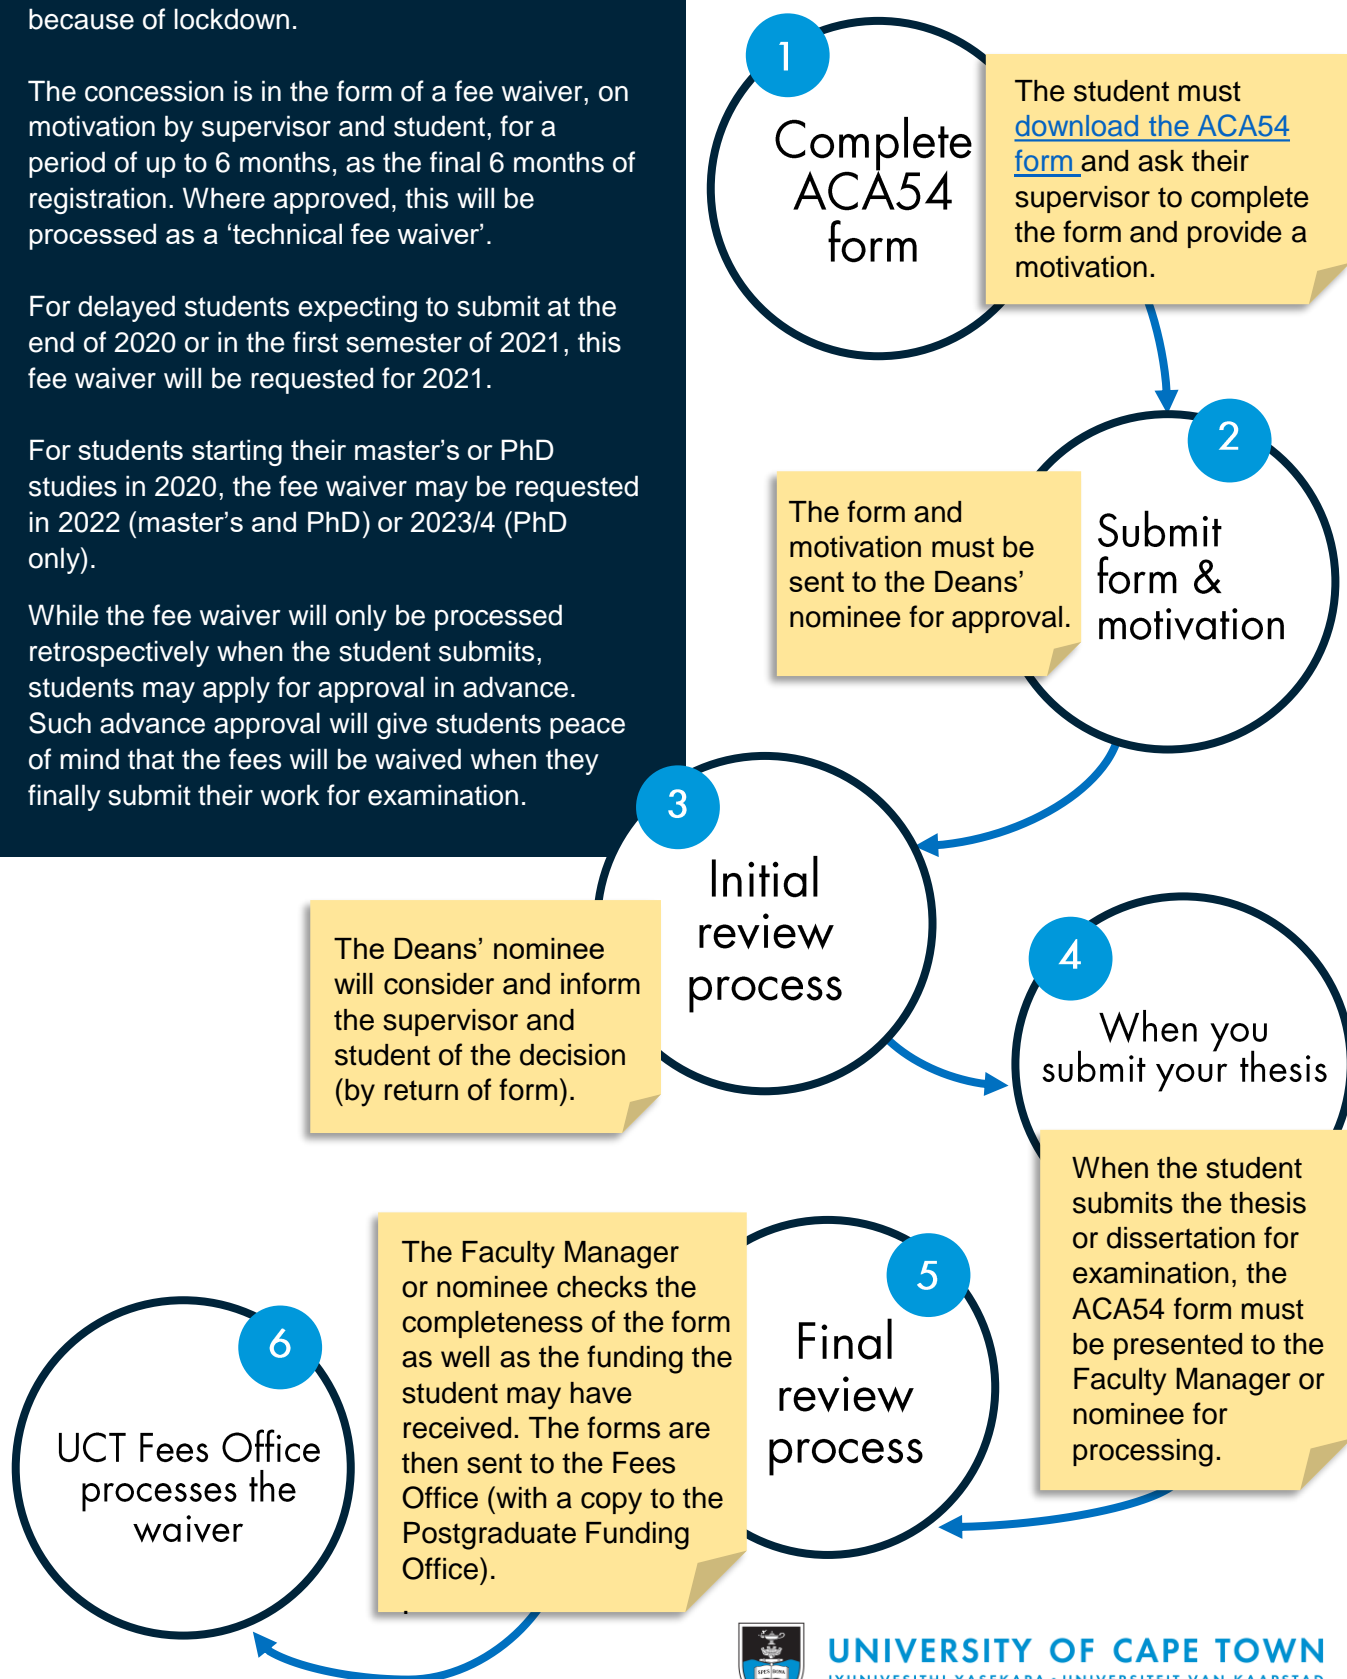 because of lockdown.
The concession is in the form of a fee waiver, on
motivation by supervisor and student, for a
period of up to 6 months, as the final 6 months of
registration. Where approved, this will be
processed as a ‘technical fee waiver’.
For delayed students expecting to submit at the
end of 2020 or in the first semester of 2021, this
fee waiver will be requested for 2021.
For students starting their master’s or PhD
studies in 2020, the fee waiver may be requested
in 2022 (master’s and PhD) or 2023/4 (PhD
only).
While the fee waiver will only be processed
retrospectively when the student submits,
students may apply for approval in advance.
Such advance approval will give students peace
of mind that the fees will be waived when they
finally submit their work for examination.
1
Complete
ACA54
form
The student must
download the ACA54
form and ask their
supervisor to complete
the form and provide a
motivation.
2
Submit
form &
motivation
The form and
motivation must be
sent to the Deans’
nominee for approval.
3
Initial
review
process
The Deans’ nominee
will consider and inform
the supervisor and
student of the decision
(by return of form).
4
When you
submit your thesis
When the student
submits the thesis
or dissertation for
examination, the
ACA54 form must
be presented to the
Faculty Manager or
nominee for
processing.
5
Final
review
process
The Faculty Manager
or nominee checks the
completeness of the form
as well as the funding the
student may have
received. The forms are
then sent to the Fees
Office (with a copy to the
Postgraduate Funding
Office).
.
6
UCT Fees Office
processes the
waiver
SPES BONA
UNIVERSITY OF CAPE TOWN
IYUNIVESITHI YASEKAPA • UNIVERSITEIT VAN KAAPSTAD